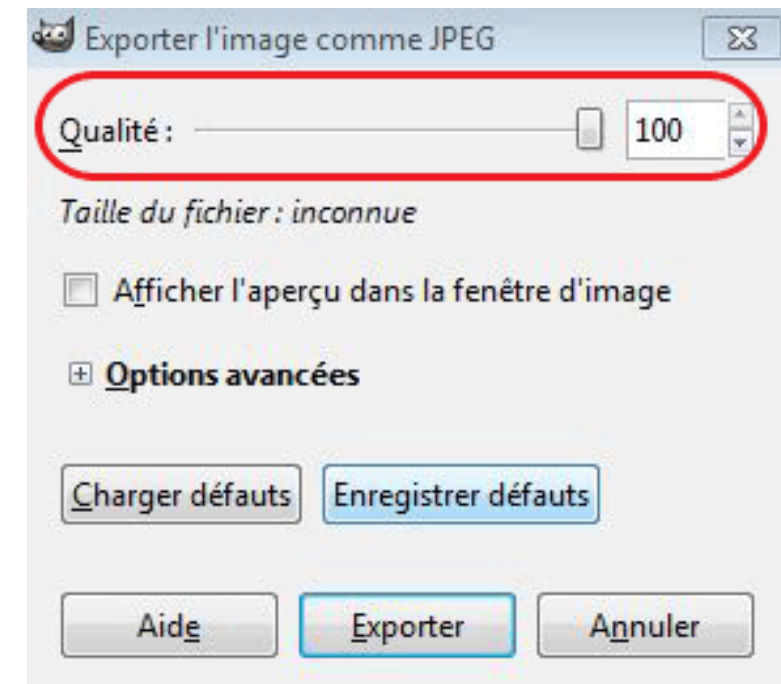 Exporter l'image comme JPEG
Qualité : 100
Taille du fichier : inconnue
Afficher l'aperçu dans la fenêtre d'image
Options avancées
Charger défauts Enregistrer défauts
Aide Exporter Annuler